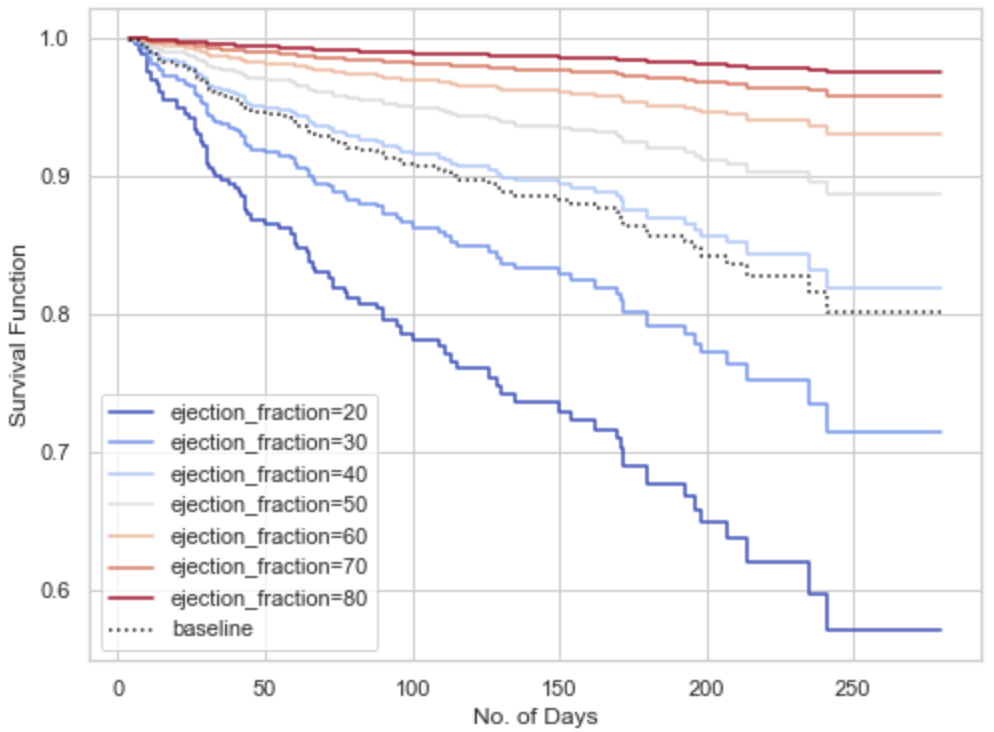 1.0
0.9
0.8
0.7
0.6
Survival Function
ejection_fraction=20
ejection_fraction=30
ejection_fraction=40
ejection_fraction=50
ejection_fraction=60
ejection_fraction=70
ejection_fraction=80
baseline
0 50 100 150 200 250
No. of Days